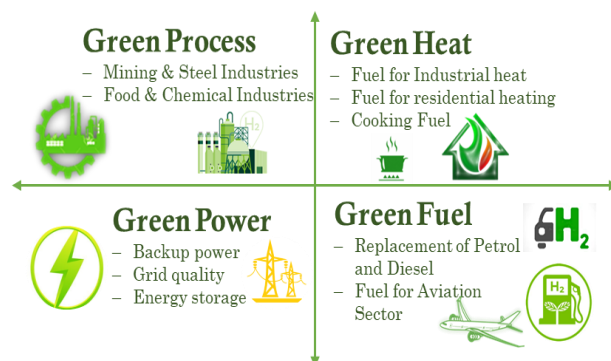 Green Process
– Mining & Steel Industries
– Food & Chemical Industries
H2
Green Heat
– Fuel for Industrial heat
– Fuel for residential heating
– Cooking Fuel
Green Power
– Backup power
– Grid quality
– Energy storage
Green Fuel
– Replacement of Petrol
and Diesel
– Fuel for Aviation
Sector
H2
H2